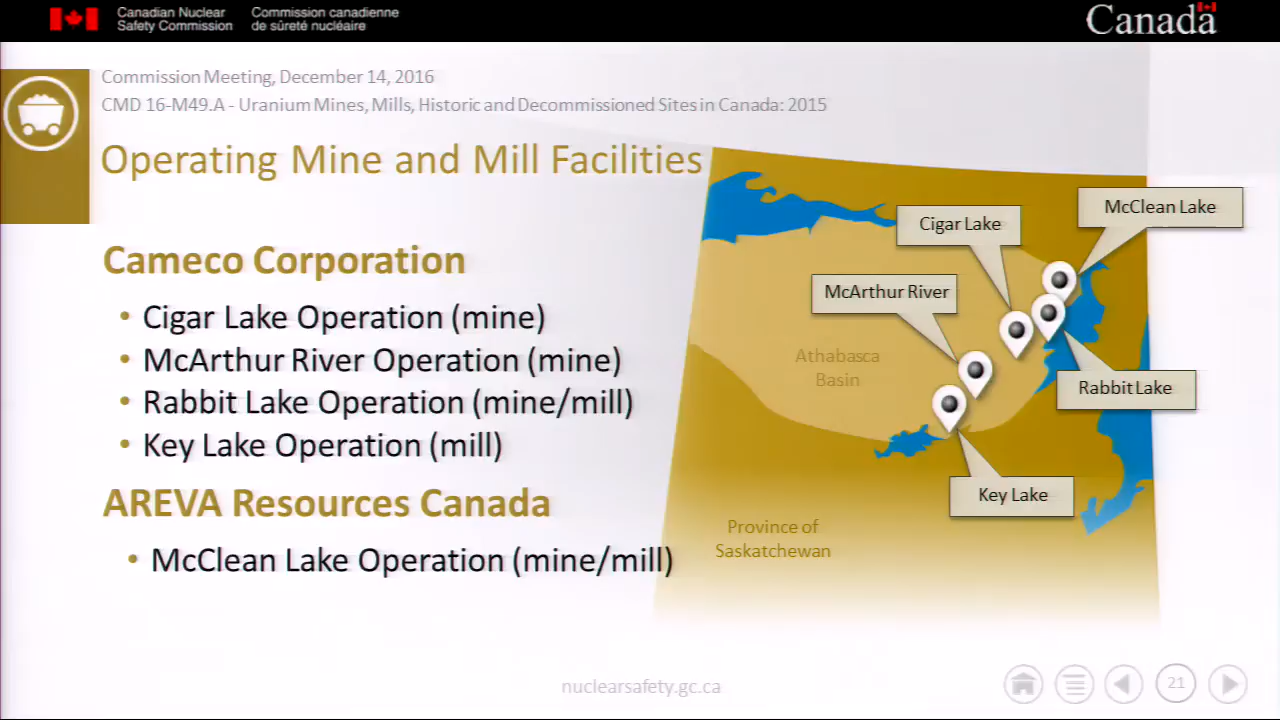 Canadian Nuclear Safety Commission
Commission canadienne de sûreté nucléaire
Canada
Commission Meeting, December 14, 2016
CMD 16-M49.A - Uranium Mines, Mills, Historic and Decommissioned Sites in Canada: 2015
Operating Mine and Mill Facilities
Cameco Corporation
• Cigar Lake Operation (mine)
• McArthur River Operation (mine)
• Rabbit Lake Operation (mine/mill)
• Key Lake Operation (mill)
AREVA Resources Canada
• McClean Lake Operation (mine/mill)
McClean Lake
Cigar Lake
McArthur River
Athabasca
Basin
Rabbit Lake
Key Lake
Province of
Saskatchewan
nuclearsafety.gc.ca
21